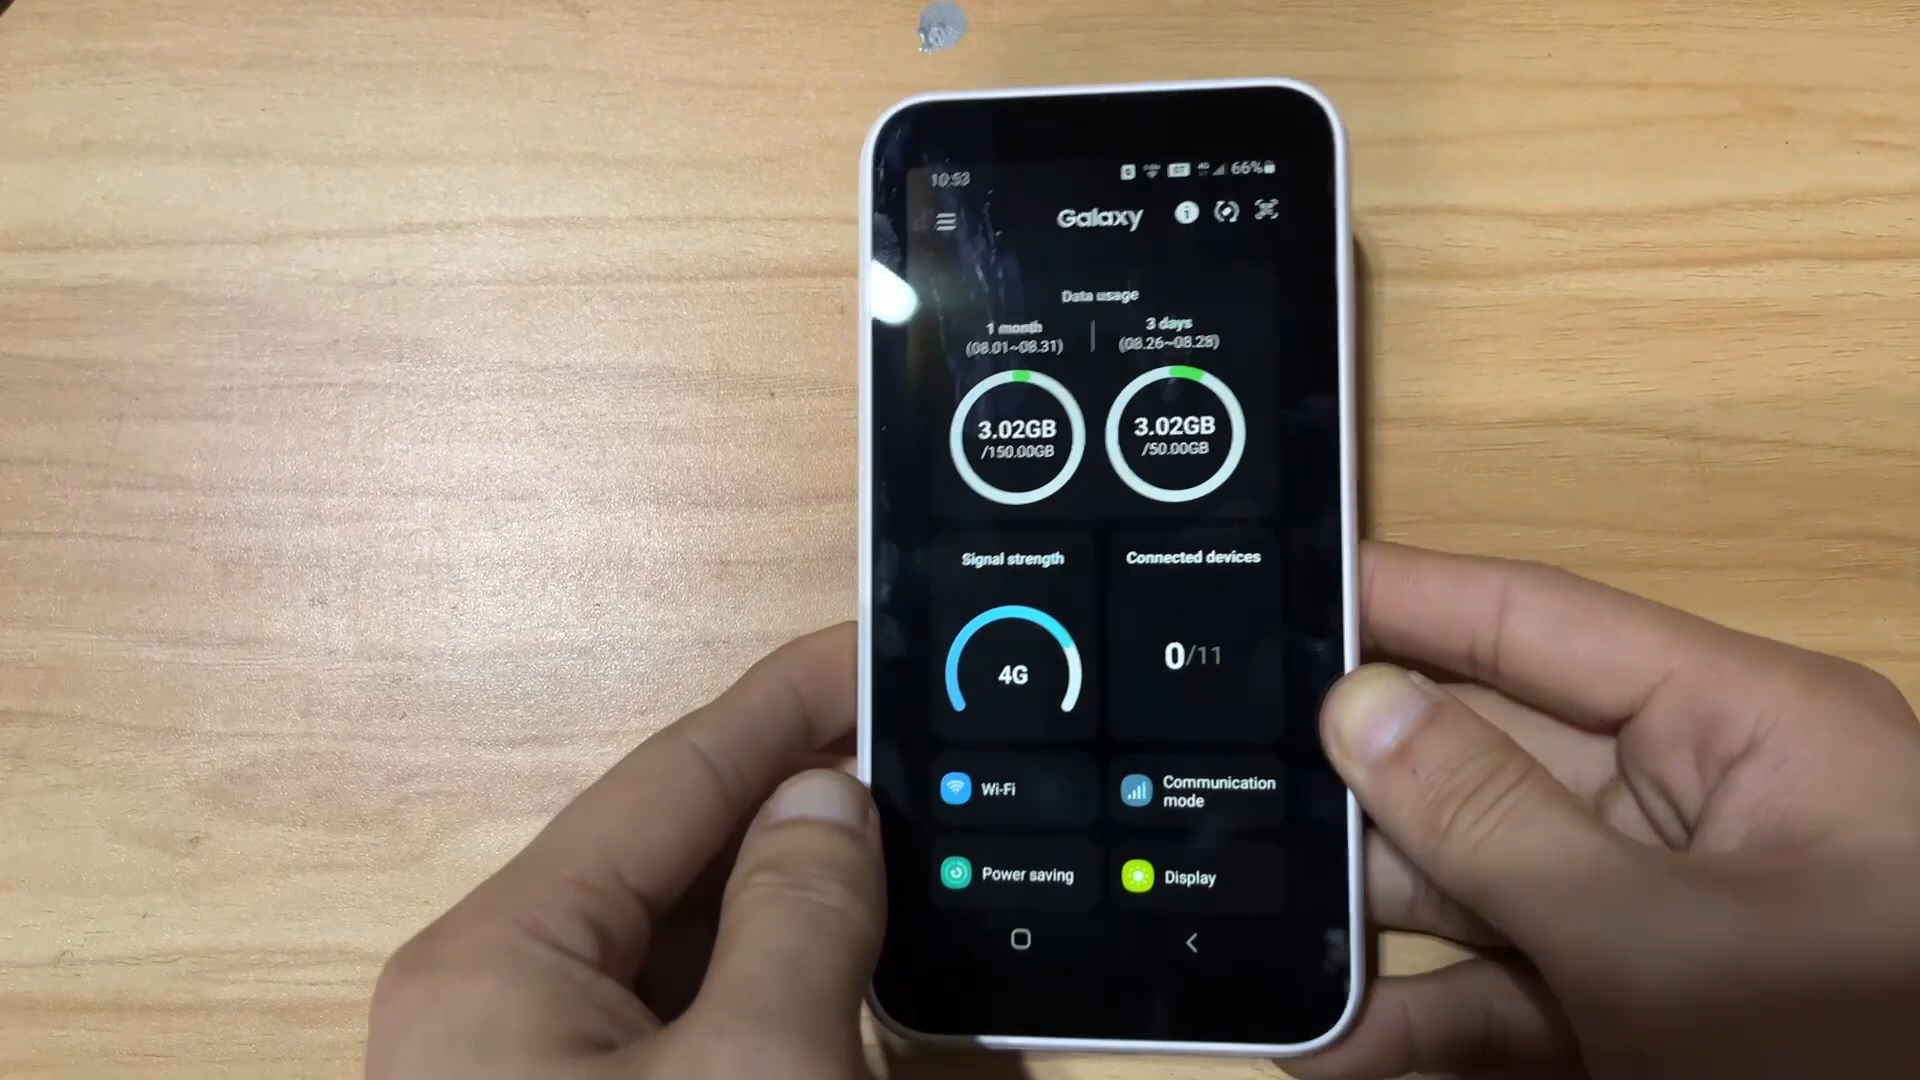 10:53
66%
Galaxy
Data usage
1 month
(08.01~08.31)
3 days
(08.26~08.28)
3.02GB
/150.00GB
3.02GB
/50.00GB
Signal strength
Connected devices
4G
0/11
Wi-Fi
Communication
mode
Power saving
Display